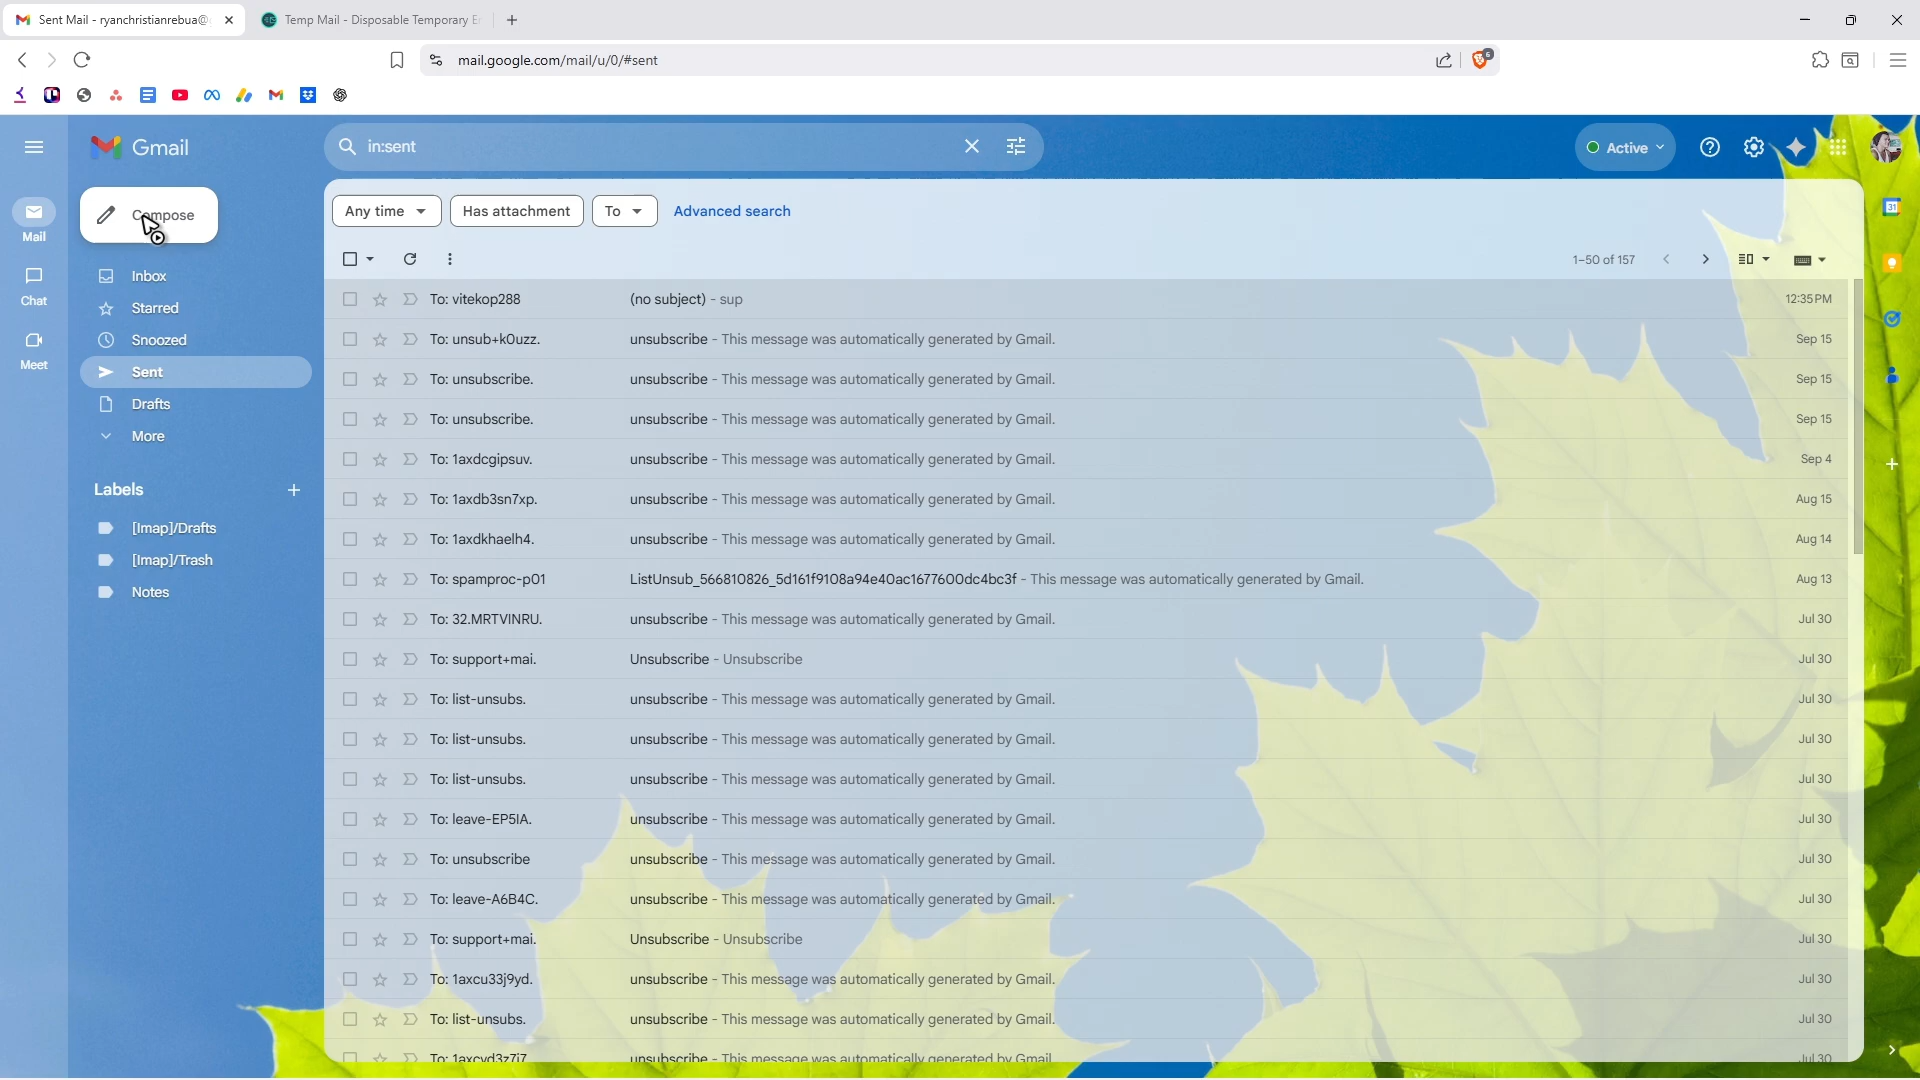 Sent Mail - ryanchristianrebua@
Temp Mail - Disposable Temporary E
mail.google.com/mail/u/0/#sent
6
Gmail
in:sent
Active
Compose
Any time
Has attachment
To
Advanced search
Mail
1–50 of 157
Inbox
Chat
Starred
Snoozed
Meet
Sent
Drafts
More
Labels
[Imap]/Drafts
[Imap]/Trash
Notes
31
To: vitekop288 (no subject) - sup 12:35 PM
To: unsub+k0uzz. unsubscribe - This message was automatically generated by Gmail. Sep 15
To: unsubscribe. unsubscribe - This message was automatically generated by Gmail. Sep 15
To: unsubscribe. unsubscribe - This message was automatically generated by Gmail. Sep 15
To: 1axdcgipsuv. unsubscribe - This message was automatically generated by Gmail. Sep 4
To: 1axdb3sn7xp. unsubscribe - This message was automatically generated by Gmail. Aug 15
To: 1axdkhaelh4. unsubscribe - This message was automatically generated by Gmail. Aug 14
To: spamproc-p01 ListUnsub_566810826_5d161f9108a94e40ac1677600dc4bc3f - This message was automatically generated by Gmail. Aug 13
To: 32.MRTVINRU. unsubscribe - This message was automatically generated by Gmail. Jul 30
To: support+mai. Unsubscribe - Unsubscribe Jul 30
To: list-unsubs. unsubscribe - This message was automatically generated by Gmail. Jul 30
To: list-unsubs. unsubscribe - This message was automatically generated by Gmail. Jul 30
To: list-unsubs. unsubscribe - This message was automatically generated by Gmail. Jul 30
To: leave-EP5IA. unsubscribe - This message was automatically generated by Gmail. Jul 30
To: unsubscribe unsubscribe - This message was automatically generated by Gmail. Jul 30
To: leave-A6B4C. unsubscribe - This message was automatically generated by Gmail. Jul 30
To: support+mai. Unsubscribe - Unsubscribe Jul 30
To: 1axcu33j9yd. unsubscribe - This message was automatically generated by Gmail. Jul 30
To: list-unsubs. unsubscribe - This message was automatically generated by Gmail. Jul 30
To: 1axcvd3z7i7 unsubscribe - This message was automatically generated by Gmail. Jul 30